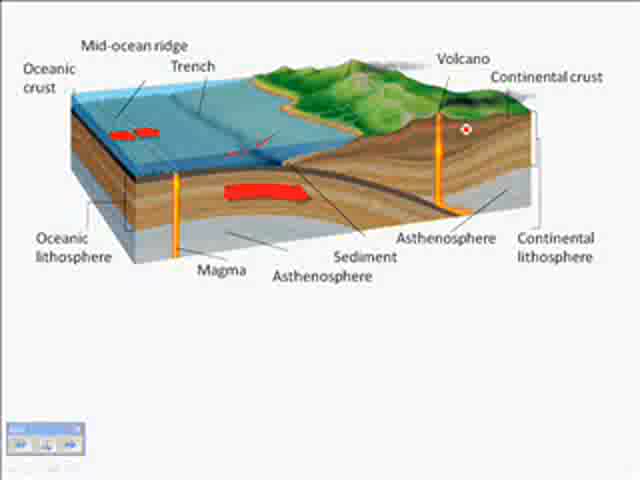 Mid-ocean ridge
Trench
Oceanic
crust
Volcano
Continental crust
Oceanic
lithosphere
Magma
Asthenosphere
Sediment
Asthenosphere
Continental
lithosphere